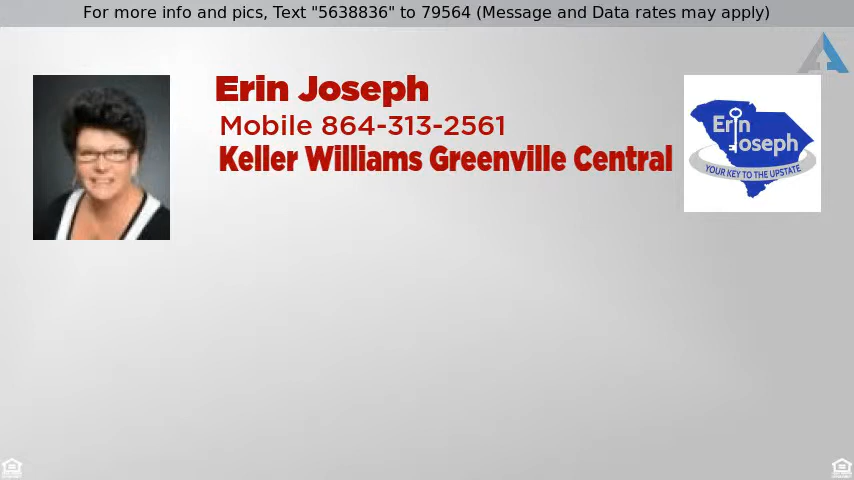 For more info and pics, Text "5638836" to 79564 (Message and Data rates may apply)
Erin Joseph
Mobile 864-313-2561
Keller Williams Greenville Central
Erin
Joseph
YOUR KEY TO THE UPSTATE